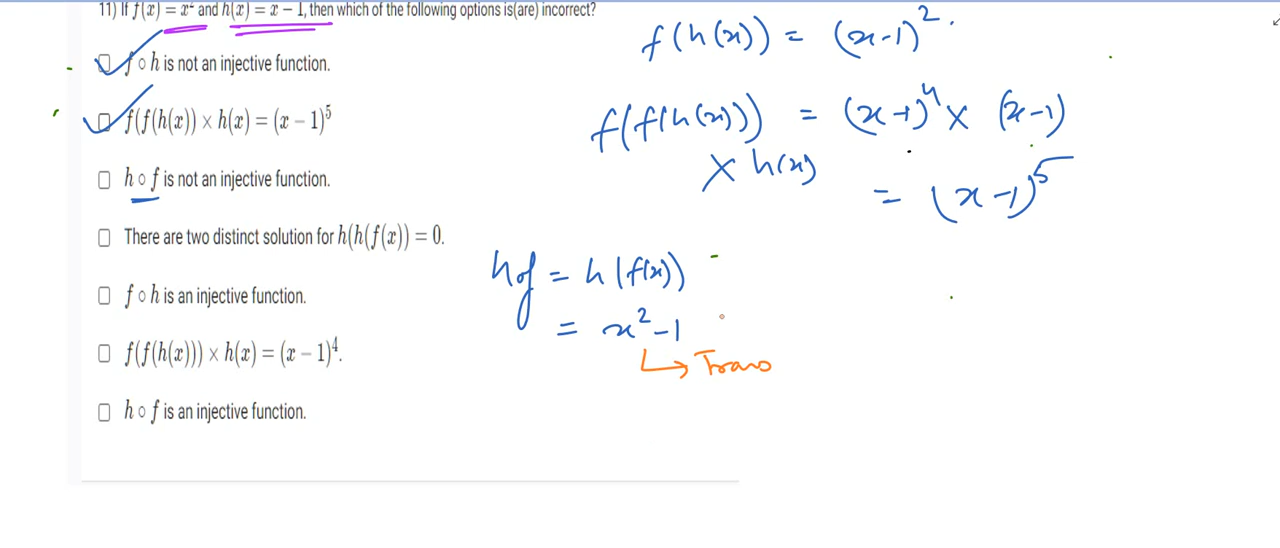 11) If f(x) = x² and h(x) = x − 1, then which of the following options is(are) incorrect?
f ∘ h is not an injective function.
f(f(h(x)) × h(x) = (x − 1)⁵
h ∘ f is not an injective function.
There are two distinct solution for h(h(f(x)) = 0.
f ∘ h is an injective function.
f(f(h(x))) × h(x) = (x − 1)⁴.
h ∘ f is an injective function.
f(h(x)) = (x-1)².
f(f(h(x))) = (x-1)⁴ × (x-1)
× h(x)
= (x-1)⁵
hof = h(f(x))
= x²-1
↳ Trans